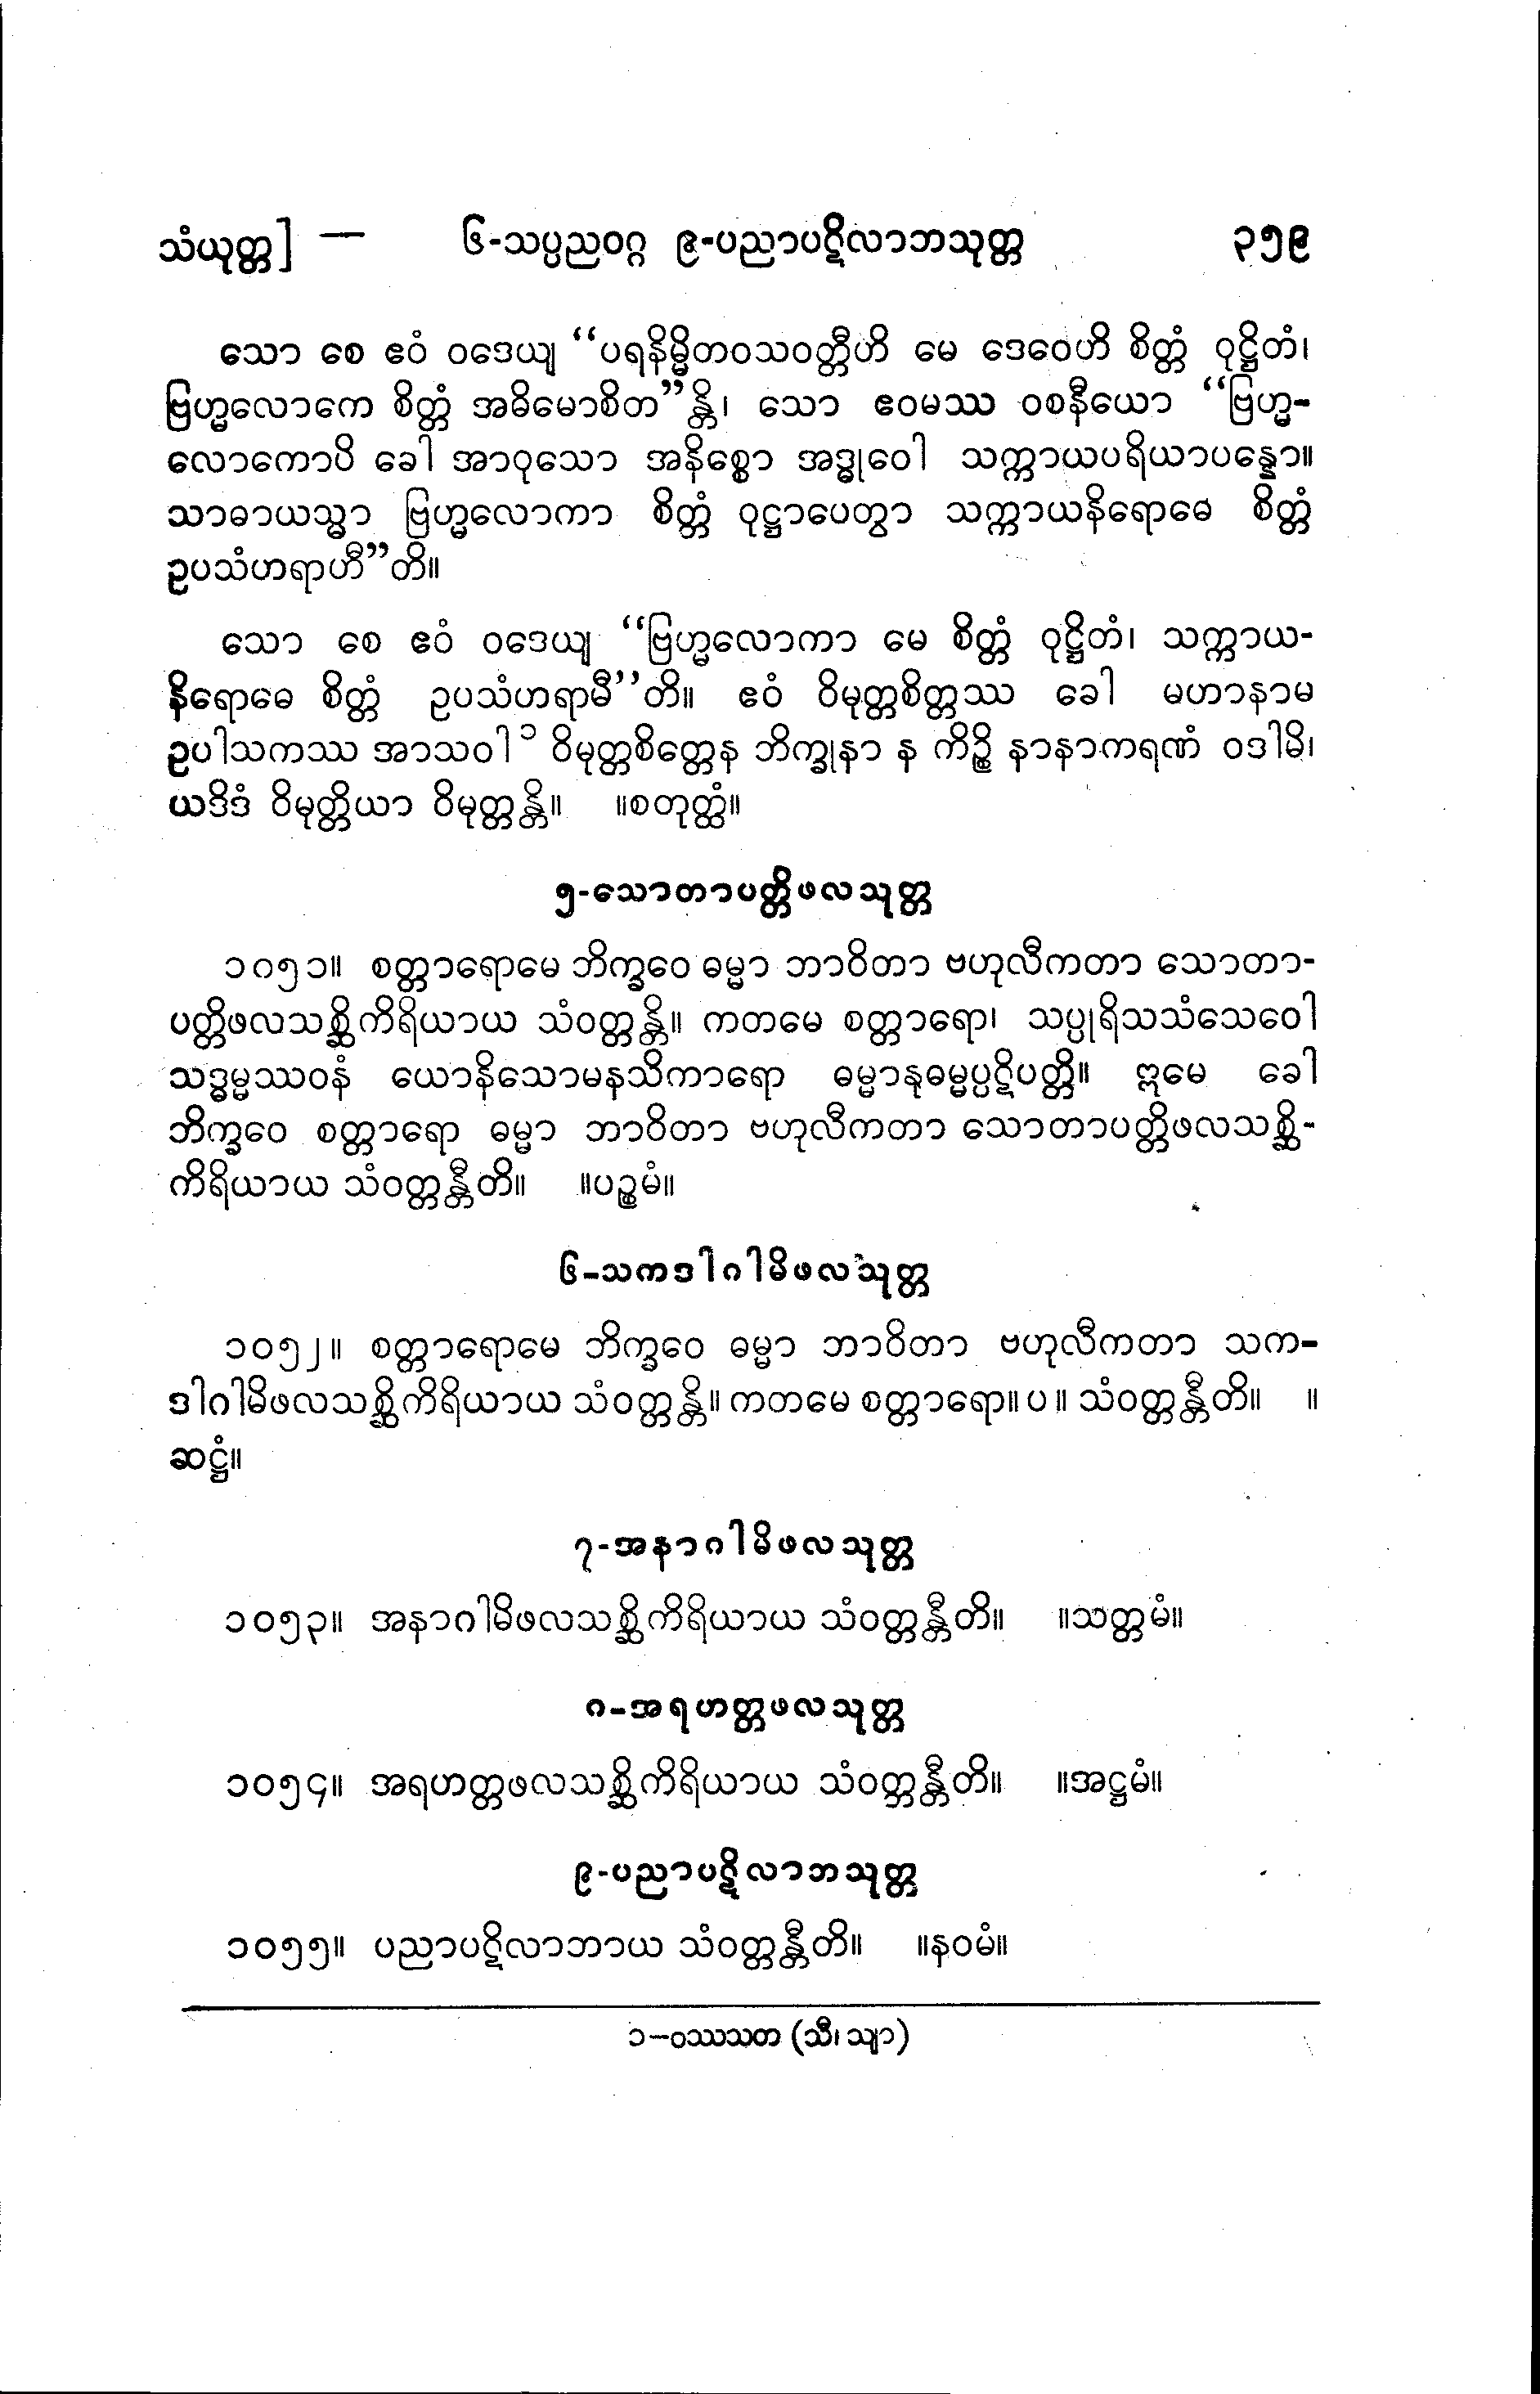 သံယုတ္တ] — ၆-သပ္ပညဝဂ္ဂ ၉-ပညာပဋိလာဘသုတ္တ ၃၅၉
သော စေ ဧဝံ ဝဒေယျ “ပရနိမ္မိတဝသဝတ္တီဟိ မေ ဒေဝေဟိ စိတ္တံ ဝုဋ္ဌိတံ၊
ဗြဟ္မလောကေ စိတ္တံ အဓိမောစိတ”န္တိ၊ သော ဧဝမဿ ဝစနီယော “ဗြဟ္မ-
လောကောပိ ခေါ အာဝုသော အနိစ္စော အဒ္ဓုဝေါ သက္ကာယပရိယာပန္နော။
သာဓာယသ္မာ ဗြဟ္မလောကာ စိတ္တံ ဝုဋ္ဌာပေတွာ သက္ကာယနိရောဓေ စိတ္တံ
ဥပသံဟရာဟီ”တိ။
သော စေ ဧဝံ ဝဒေယျ “ဗြဟ္မလောကာ မေ စိတ္တံ ဝုဋ္ဌိတံ၊ သက္ကာယ-
နိရောဓေ စိတ္တံ ဥပသံဟရာမီ”တိ။ ဧဝံ ဝိမုတ္တစိတ္တဿ ခေါ မဟာနာမ
ဥပါသကဿ အာသဝါ ၁ ဝိမုတ္တစိတ္တေန ဘိက္ခုနာ န ကိဉ္စိ နာနာကရဏံ ဝဒါမိ၊
ယဒိဒံ ဝိမုတ္တိယာ ဝိမုတ္တန္တိ။ ။စတုတ္ထံ။
၅-သောတာပတ္တိဖလသုတ္တ
၁၀၅၁။ စတ္တာရောမေ ဘိက္ခဝေ ဓမ္မာ ဘာဝိတာ ဗဟုလီကတာ သောတာ-
ပတ္တိဖလသစ္ဆိကိရိယာယ သံဝတ္တန္တိ။ ကတမေ စတ္တာရော၊ သပ္ပုရိသသံသေဝေါ
သဒ္ဓမ္မဿဝနံ ယောနိသောမနသိကာရော ဓမ္မာနုဓမ္မပ္ပဋိပတ္တိ။ ဣမေ ခေါ
ဘိက္ခဝေ စတ္တာရော ဓမ္မာ ဘာဝိတာ ဗဟုလီကတာ သောတာပတ္တိဖလသစ္ဆိ-
ကိရိယာယ သံဝတ္တန္တီတိ။ ။ပဉ္စမံ။
၆-သကဒါဂါမိဖလသုတ္တ
၁၀၅၂။ စတ္တာရောမေ ဘိက္ခဝေ ဓမ္မာ ဘာဝိတာ ဗဟုလီကတာ သက-
ဒါဂါမိဖလသစ္ဆိကိရိယာယ သံဝတ္တန္တိ။ ကတမေ စတ္တာရော။ ပ ။ သံဝတ္တန္တီတိ။ ။
ဆဋ္ဌံ။
၇-အနာဂါမိဖလသုတ္တ
၁၀၅၃။ အနာဂါမိဖလသစ္ဆိကိရိယာယ သံဝတ္တန္တီတိ။ ။သတ္တမံ။
၈-အရဟတ္တဖလသုတ္တ
၁၀၅၄။ အရဟတ္တဖလသစ္ဆိကိရိယာယ သံဝတ္တန္တီတိ။ ။အဋ္ဌမံ။
၉-ပညာပဋိလာဘသုတ္တ
၁၀၅၅။ ပညာပဋိလာဘာယ သံဝတ္တန္တီတိ။ ။နဝမံ။
၁-ဝဿသတ (သီ၊ သျာ)